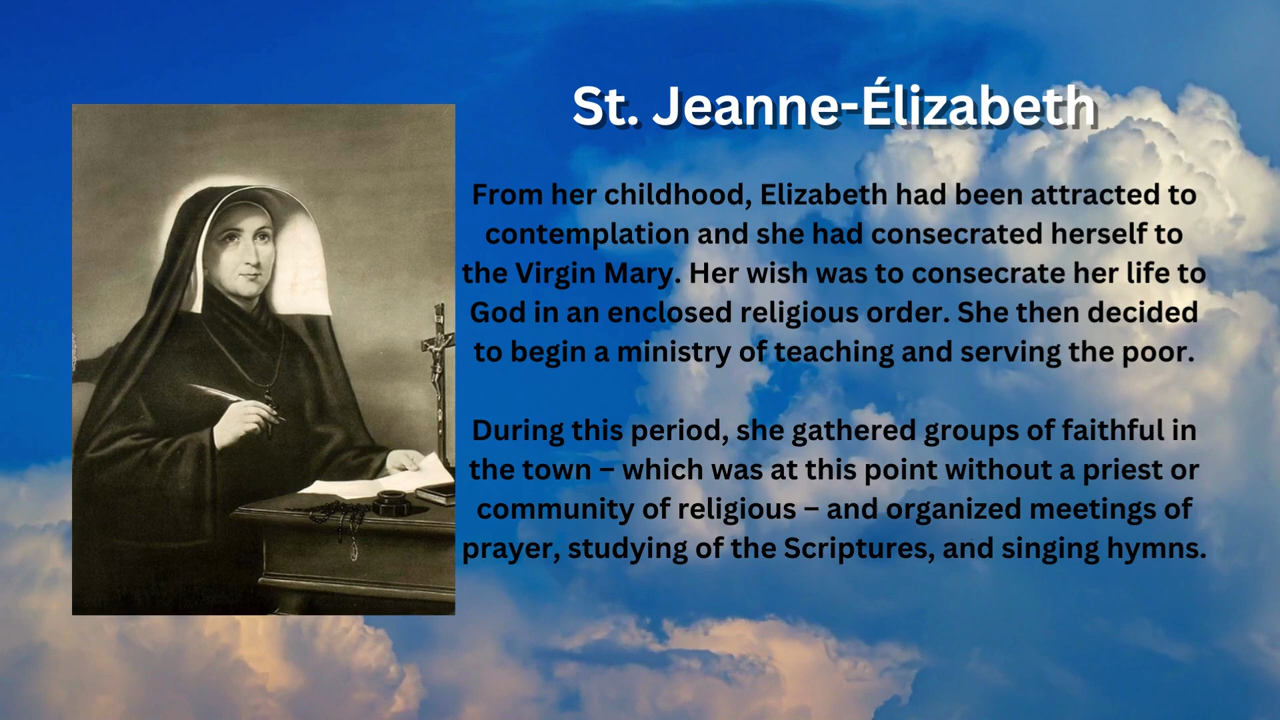 St. Jeanne-Élizabeth
From her childhood, Elizabeth had been attracted to
contemplation and she had consecrated herself to
the Virgin Mary. Her wish was to consecrate her life to
God in an enclosed religious order. She then decided
to begin a ministry of teaching and serving the poor.
During this period, she gathered groups of faithful in
the town – which was at this point without a priest or
community of religious – and organized meetings of
prayer, studying of the Scriptures, and singing hymns.